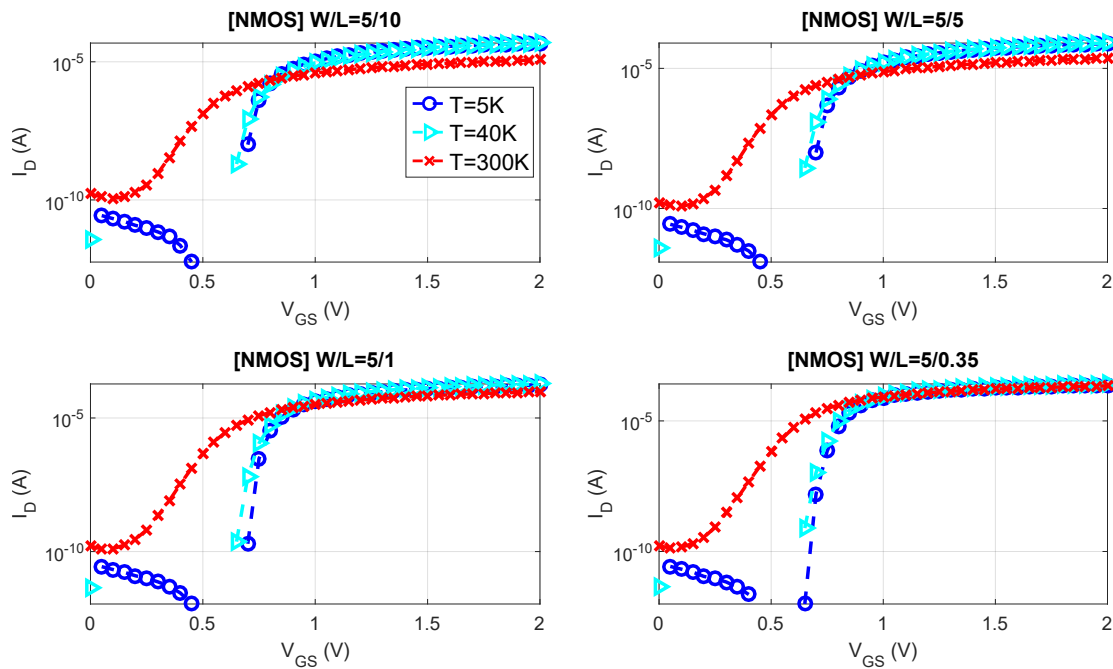 [NMOS] W/L=5/10
10^-5
10^-10
I_D (A)
0 0.5 1 1.5 2
V_GS (V)
T=5K
T=40K
T=300K
[NMOS] W/L=5/5
10^-5
10^-10
I_D (A)
0 0.5 1 1.5 2
V_GS (V)
[NMOS] W/L=5/1
10^-5
10^-10
I_D (A)
0 0.5 1 1.5 2
V_GS (V)
[NMOS] W/L=5/0.35
10^-5
10^-10
I_D (A)
0 0.5 1 1.5 2
V_GS (V)